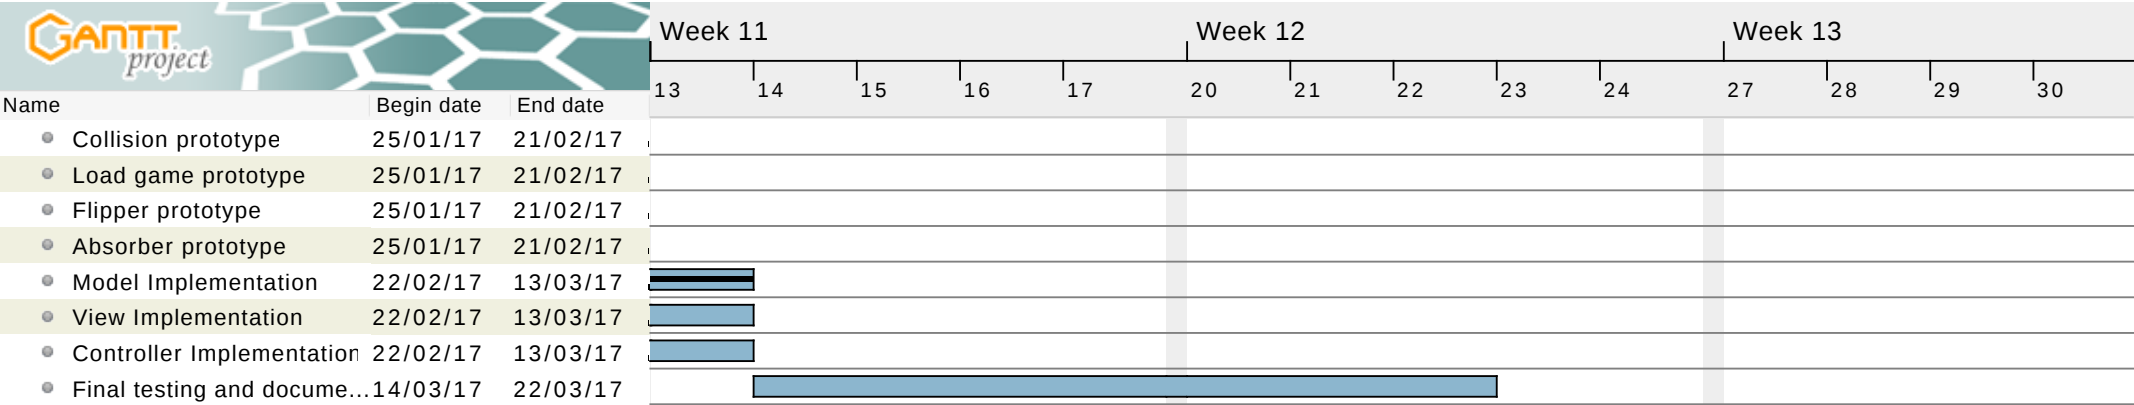 GANTT
project
Week 11 Week 12 Week 13
13 14 15 16 17 20 21 22 23 24 27 28 29 30
Name Begin date End date
Collision prototype 25/01/17 21/02/17
Load game prototype 25/01/17 21/02/17
Flipper prototype 25/01/17 21/02/17
Absorber prototype 25/01/17 21/02/17
Model Implementation 22/02/17 13/03/17
View Implementation 22/02/17 13/03/17
Controller Implementation 22/02/17 13/03/17
Final testing and docume... 14/03/17 22/03/17